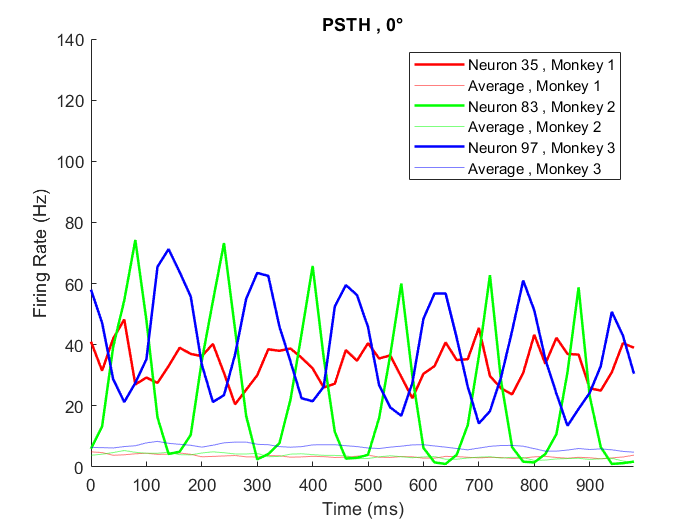 PSTH , 0°
140
120
100
80
60
40
20
0
Firing Rate (Hz)
Neuron 35 , Monkey 1
Average , Monkey 1
Neuron 83 , Monkey 2
Average , Monkey 2
Neuron 97 , Monkey 3
Average , Monkey 3
0 100 200 300 400 500 600 700 800 900
Time (ms)